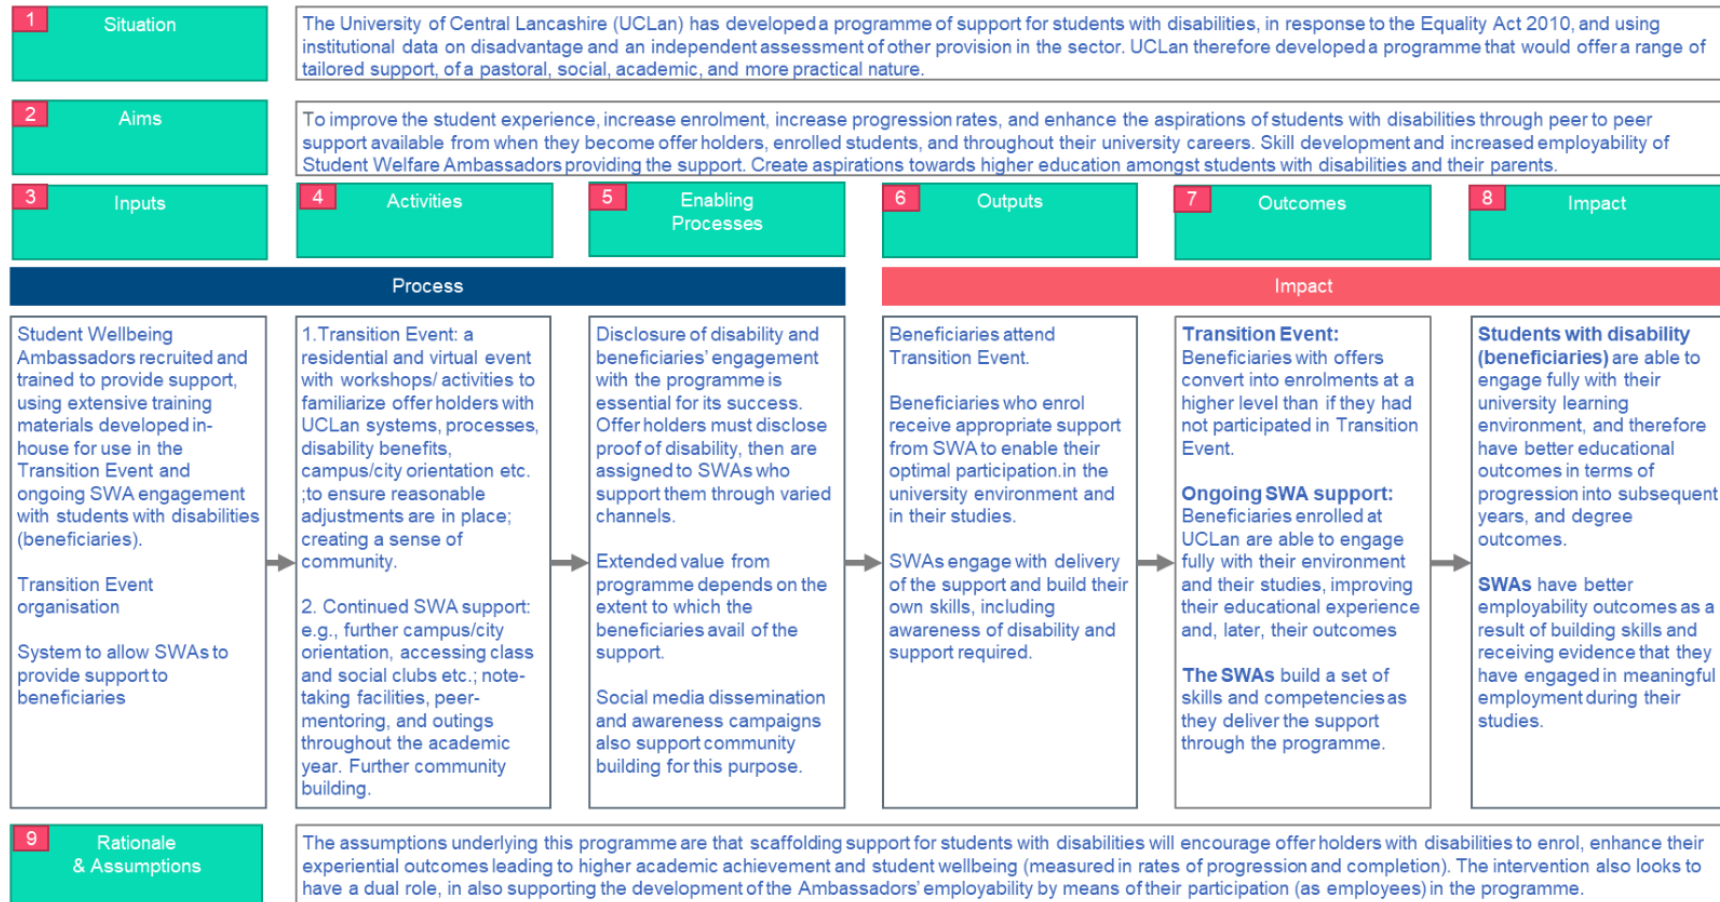 1
Situation
The University of Central Lancashire (UCLan) has developed a programme of support for students with disabilities, in response to the Equality Act 2010, and using
institutional data on disadvantage and an independent assessment of other provision in the sector. UCLan therefore developed a programme that would offer a range of
tailored support, of a pastoral, social, academic, and more practical nature.
2
Aims
To improve the student experience, increase enrolment, increase progression rates, and enhance the aspirations of students with disabilities through peer to peer
support available from when they become offer holders, enrolled students, and throughout their university careers. Skill development and increased employability of
Student Welfare Ambassadors providing the support. Create aspirations towards higher education amongst students with disabilities and their parents.
3
Inputs
4
Activities
5
Enabling
Processes
6
Outputs
7
Outcomes
8
Impact
Process
Impact
Student Wellbeing
Ambassadors recruited and
trained to provide support,
using extensive training
materials developed in-
house for use in the
Transition Event and
ongoing SWA engagement
with students with disabilities
(beneficiaries).
Transition Event
organisation
System to allow SWAs to
provide support to
beneficiaries
1.Transition Event: a
residential and virtual event
with workshops/ activities to
familiarize offer holders with
UCLan systems, processes,
disability benefits,
campus/city orientation etc.
;to ensure reasonable
adjustments are in place;
creating a sense of
community.
2. Continued SWA support:
e.g., further campus/city
orientation, accessing class
and social clubs etc.; note-
taking facilities, peer-
mentoring, and outings
throughout the academic
year. Further community
building.
Disclosure of disability and
beneficiaries' engagement
with the programme is
essential for its success.
Offer holders must disclose
proof of disability, then are
assigned to SWAs who
support them through varied
channels.
Extended value from
programme depends on the
extent to which the
beneficiaries avail of the
support.
Social media dissemination
and awareness campaigns
also support community
building for this purpose.
Beneficiaries attend
Transition Event.
Beneficiaries who enrol
receive appropriate support
from SWA to enable their
optimal participation.in the
university environment and
in their studies.
SWAs engage with delivery
of the support and build their
own skills, including
awareness of disability and
support required.
Transition Event:
Beneficiaries with offers
convert into enrolments at a
higher level than if they had
not participated in Transition
Event.
Ongoing SWA support:
Beneficiaries enrolled at
UCLan are able to engage
fully with their environment
and their studies, improving
their educational experience
and, later, their outcomes
The SWAs build a set of
skills and competencies as
they deliver the support
through the programme.
Students with disability
(beneficiaries) are able to
engage fully with their
university learning
environment, and therefore
have better educational
outcomes in terms of
progression into subsequent
years, and degree
outcomes.
SWAs have better
employability outcomes as a
result of building skills and
receiving evidence that they
have engaged in meaningful
employment during their
studies.
9
Rationale
& Assumptions
The assumptions underlying this programme are that scaffolding support for students with disabilities will encourage offer holders with disabilities to enrol, enhance their
experiential outcomes leading to higher academic achievement and student wellbeing (measured in rates of progression and completion). The intervention also looks to
have a dual role, in also supporting the development of the Ambassadors' employability by means of their participation (as employees) in the programme.